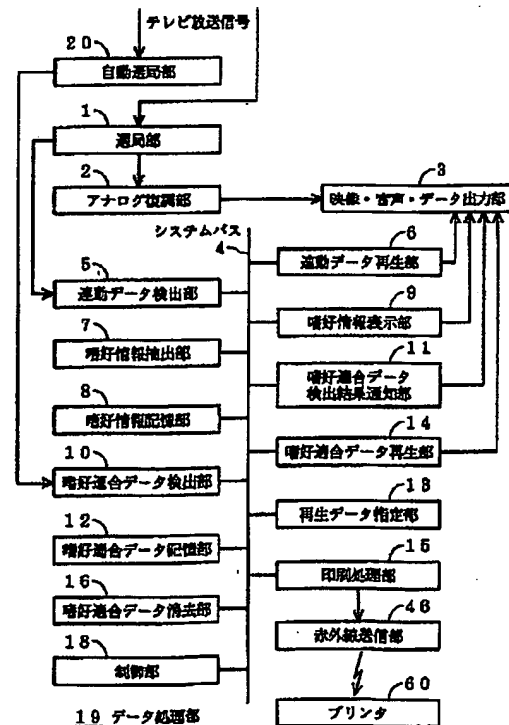 テレビ放送信号
20
自動選局部
1
選局部
2
アナログ復調部
3
映像・音声・データ出力部
システムバス
4
5
連動データ検出部
6
連動データ再生部
7
嗜好情報抽出部
9
嗜好情報表示部
8
嗜好情報記憶部
11
嗜好適合データ
検出結果通知部
10
嗜好適合データ検出部
14
嗜好適合データ再生部
12
嗜好適合データ記憶部
13
再生データ指定部
16
嗜好適合データ消去部
15
印刷処理部
18
制御部
46
赤外線送信部
19 データ処理部
60
プリンタ